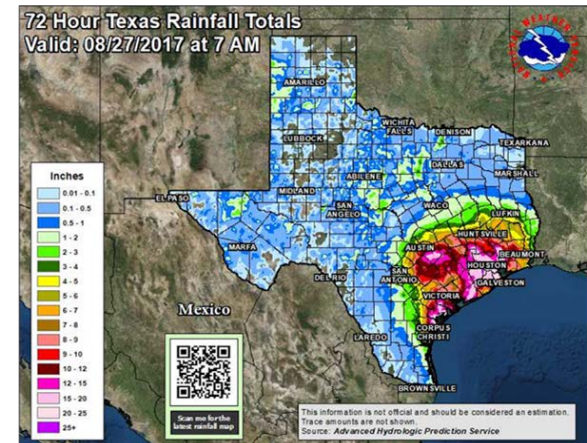 72 Hour Texas Rainfall Totals
Valid: 08/27/2017 at 7 AM
NATIONAL WEATHER SERVICE
AMARILLO
WICHITA
FALLS
DENISON
LUBBOCK
TEXARKANA
DALLAS
MARSHALL
ABILENE
EL PASO
MIDLAND
WACO
SAN
ANGELO
LUFKIN
HUNTSVILLE
MARFA
AUSTIN
BEAUMONT
HOUSTON
DEL RIO
SAN
ANTONIO
GALVESTON
VICTORIA
Mexico
CORPUS
CHRISTI
LAREDO
BROWNSVILLE
Inches
0.01 - 0.1
0.1 - 0.5
0.5 - 1
1 - 2
2 - 3
3 - 4
4 - 5
5 - 6
6 - 7
7 - 8
8 - 9
9 - 10
10 - 12
12 - 15
15 - 20
20 - 25
25+
Scan me for the
latest rainfall map
This information is not official and should be considered an estimation.
Trace amounts are not shown.
Source: Advanced Hydrologic Prediction Service